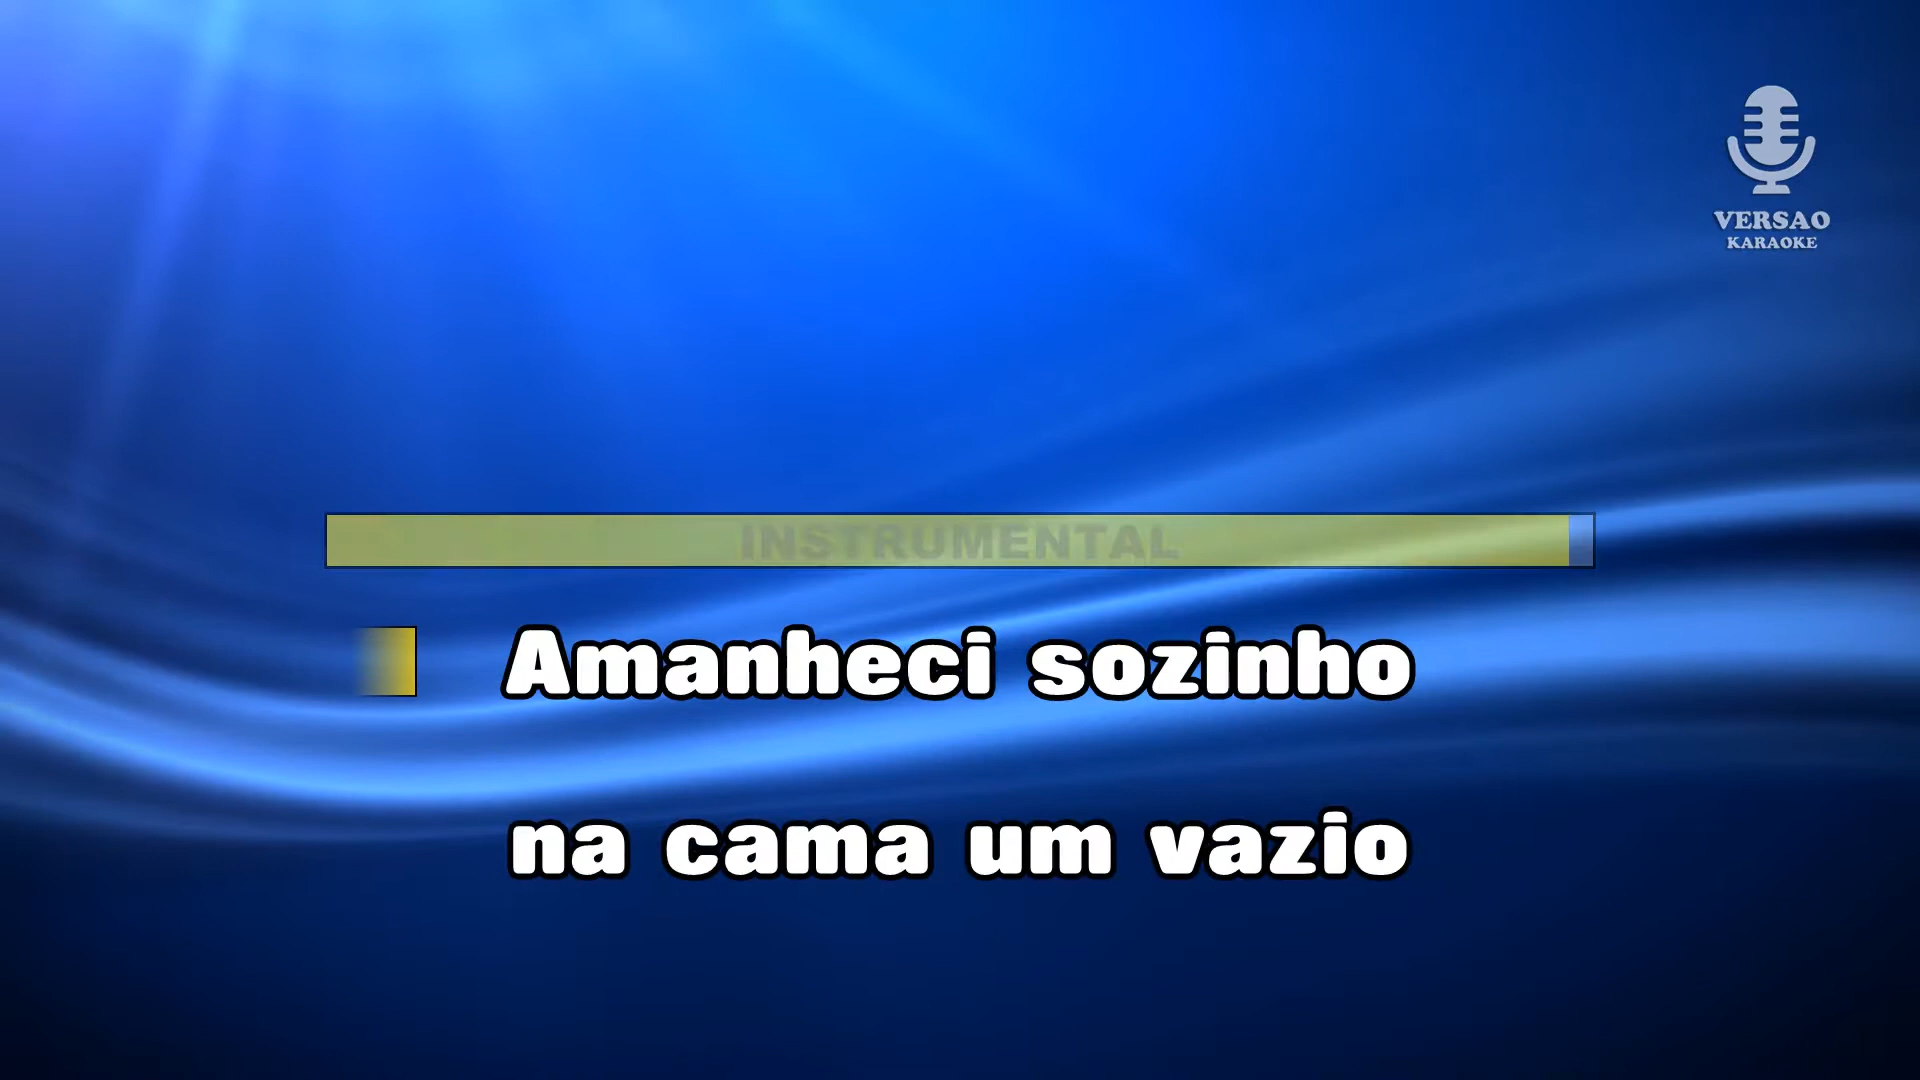 VERSAO
KARAOKE
INSTRUMENTAL
Amanheci sozinho
na cama um vazio